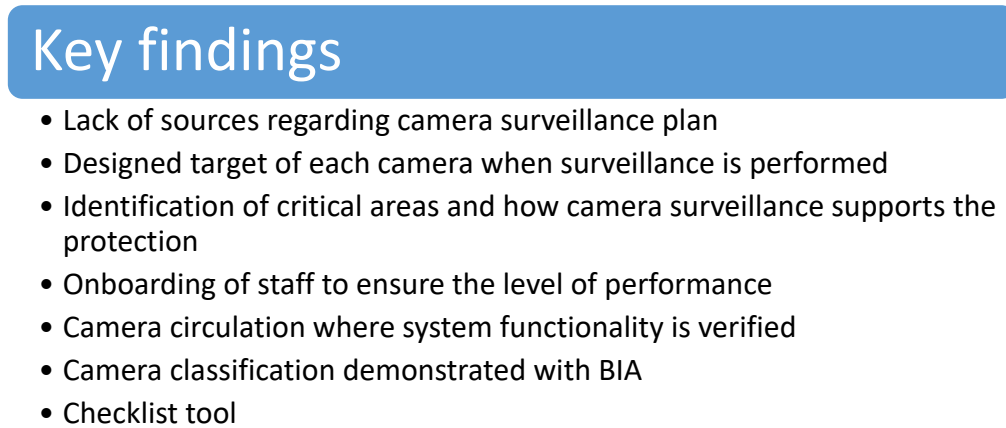 Key findings
• Lack of sources regarding camera surveillance plan
• Designed target of each camera when surveillance is performed
• Identification of critical areas and how camera surveillance supports the
protection
• Onboarding of staff to ensure the level of performance
• Camera circulation where system functionality is verified
• Camera classification demonstrated with BIA
• Checklist tool